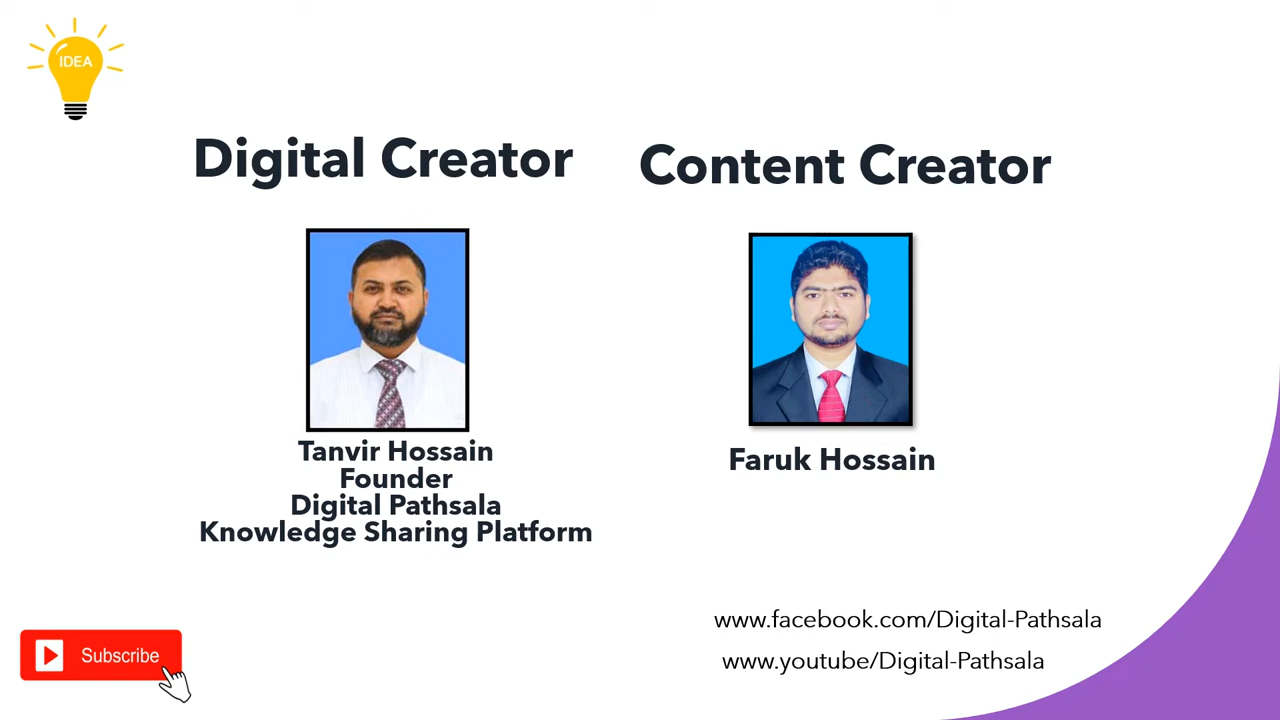 IDEA
Digital Creator
Content Creator
Tanvir Hossain
Founder
Digital Pathsala
Knowledge Sharing Platform
Faruk Hossain
www.facebook.com/Digital-Pathsala
www.youtube/Digital-Pathsala
Subscribe